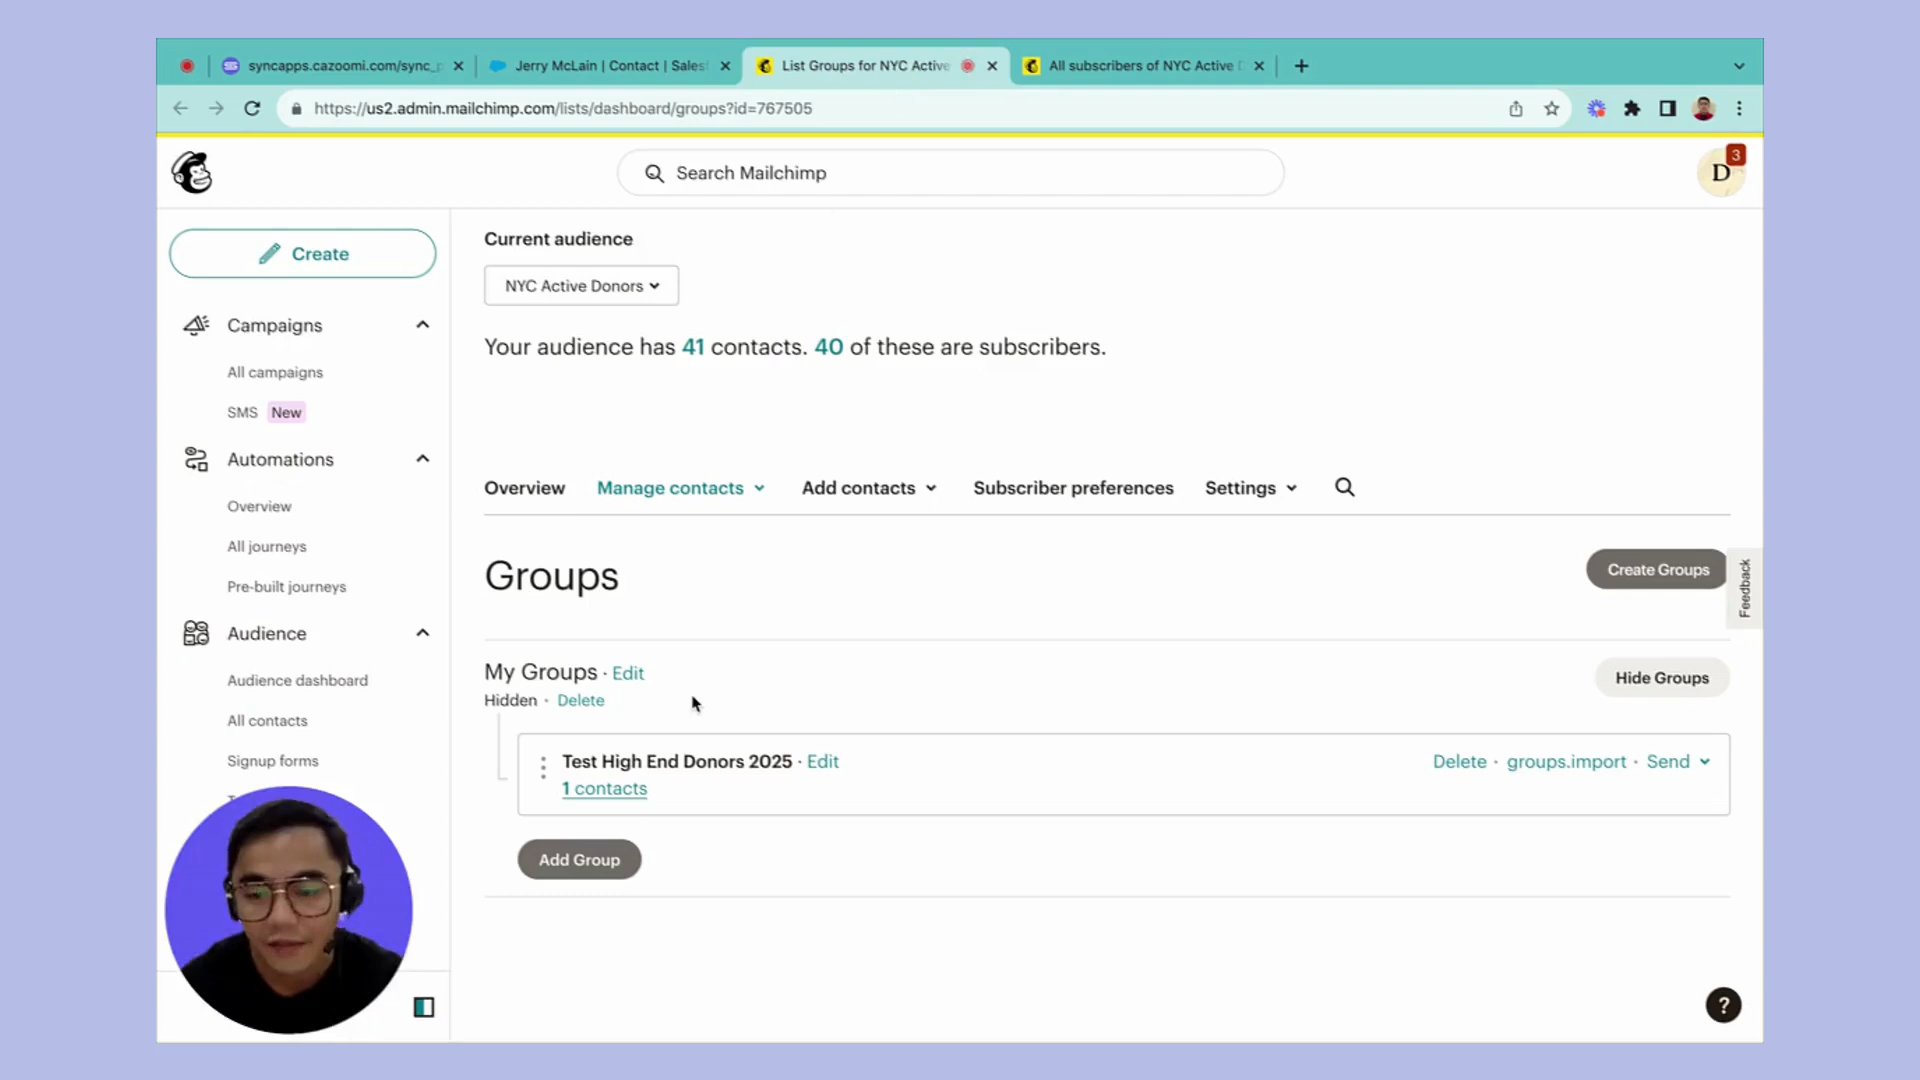 syncapps.cazoomi.com/sync_p
Jerry McLain | Contact | Sales
List Groups for NYC Active
All subscribers of NYC Active D
https://us2.admin.mailchimp.com/lists/dashboard/groups?id=767505
Search Mailchimp
D
3
Create
Campaigns
All campaigns
SMS New
Automations
Overview
All journeys
Pre-built journeys
Audience
Audience dashboard
All contacts
Signup forms
Current audience
NYC Active Donors
Your audience has 41 contacts. 40 of these are subscribers.
Overview Manage contacts Add contacts Subscriber preferences Settings
Groups
Create Groups
Feedback
My Groups · Edit
Hidden · Delete
Hide Groups
Test High End Donors 2025 · Edit
1 contacts
Delete · groups.import · Send
Add Group
?